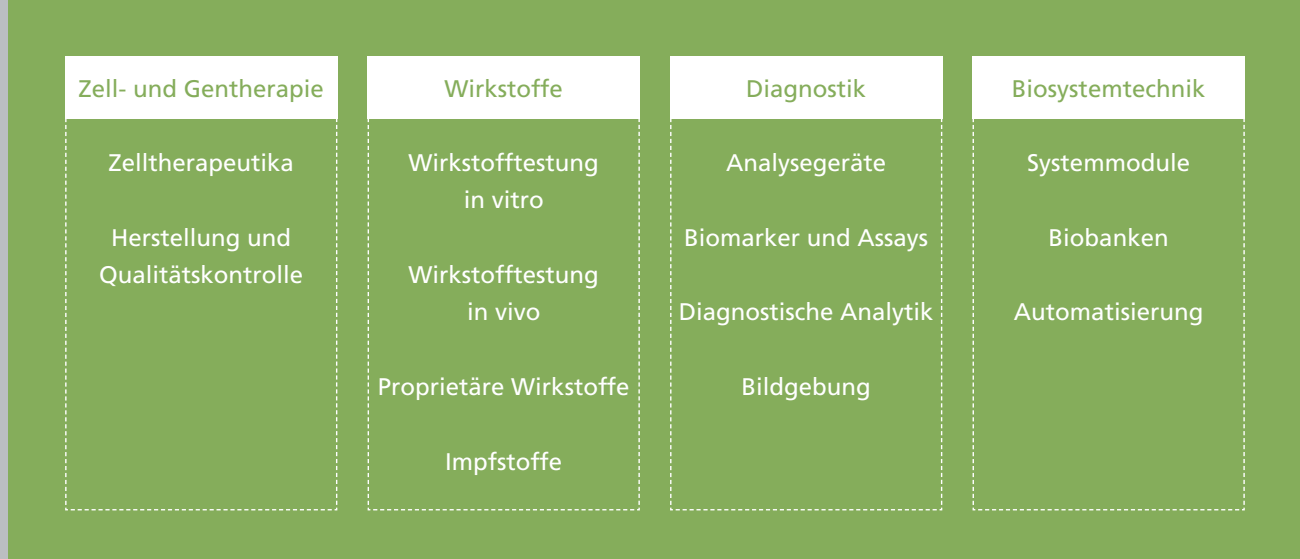 Zell- und Gentherapie
Zelltherapeutika
Herstellung und
Qualitätskontrolle
Wirkstoffe
Wirkstofftestung
in vitro
Wirkstofftestung
in vivo
Proprietäre Wirkstoffe
Impfstoffe
Diagnostik
Analysegeräte
Biomarker und Assays
Diagnostische Analytik
Bildgebung
Biosystemtechnik
Systemmodule
Biobanken
Automatisierung